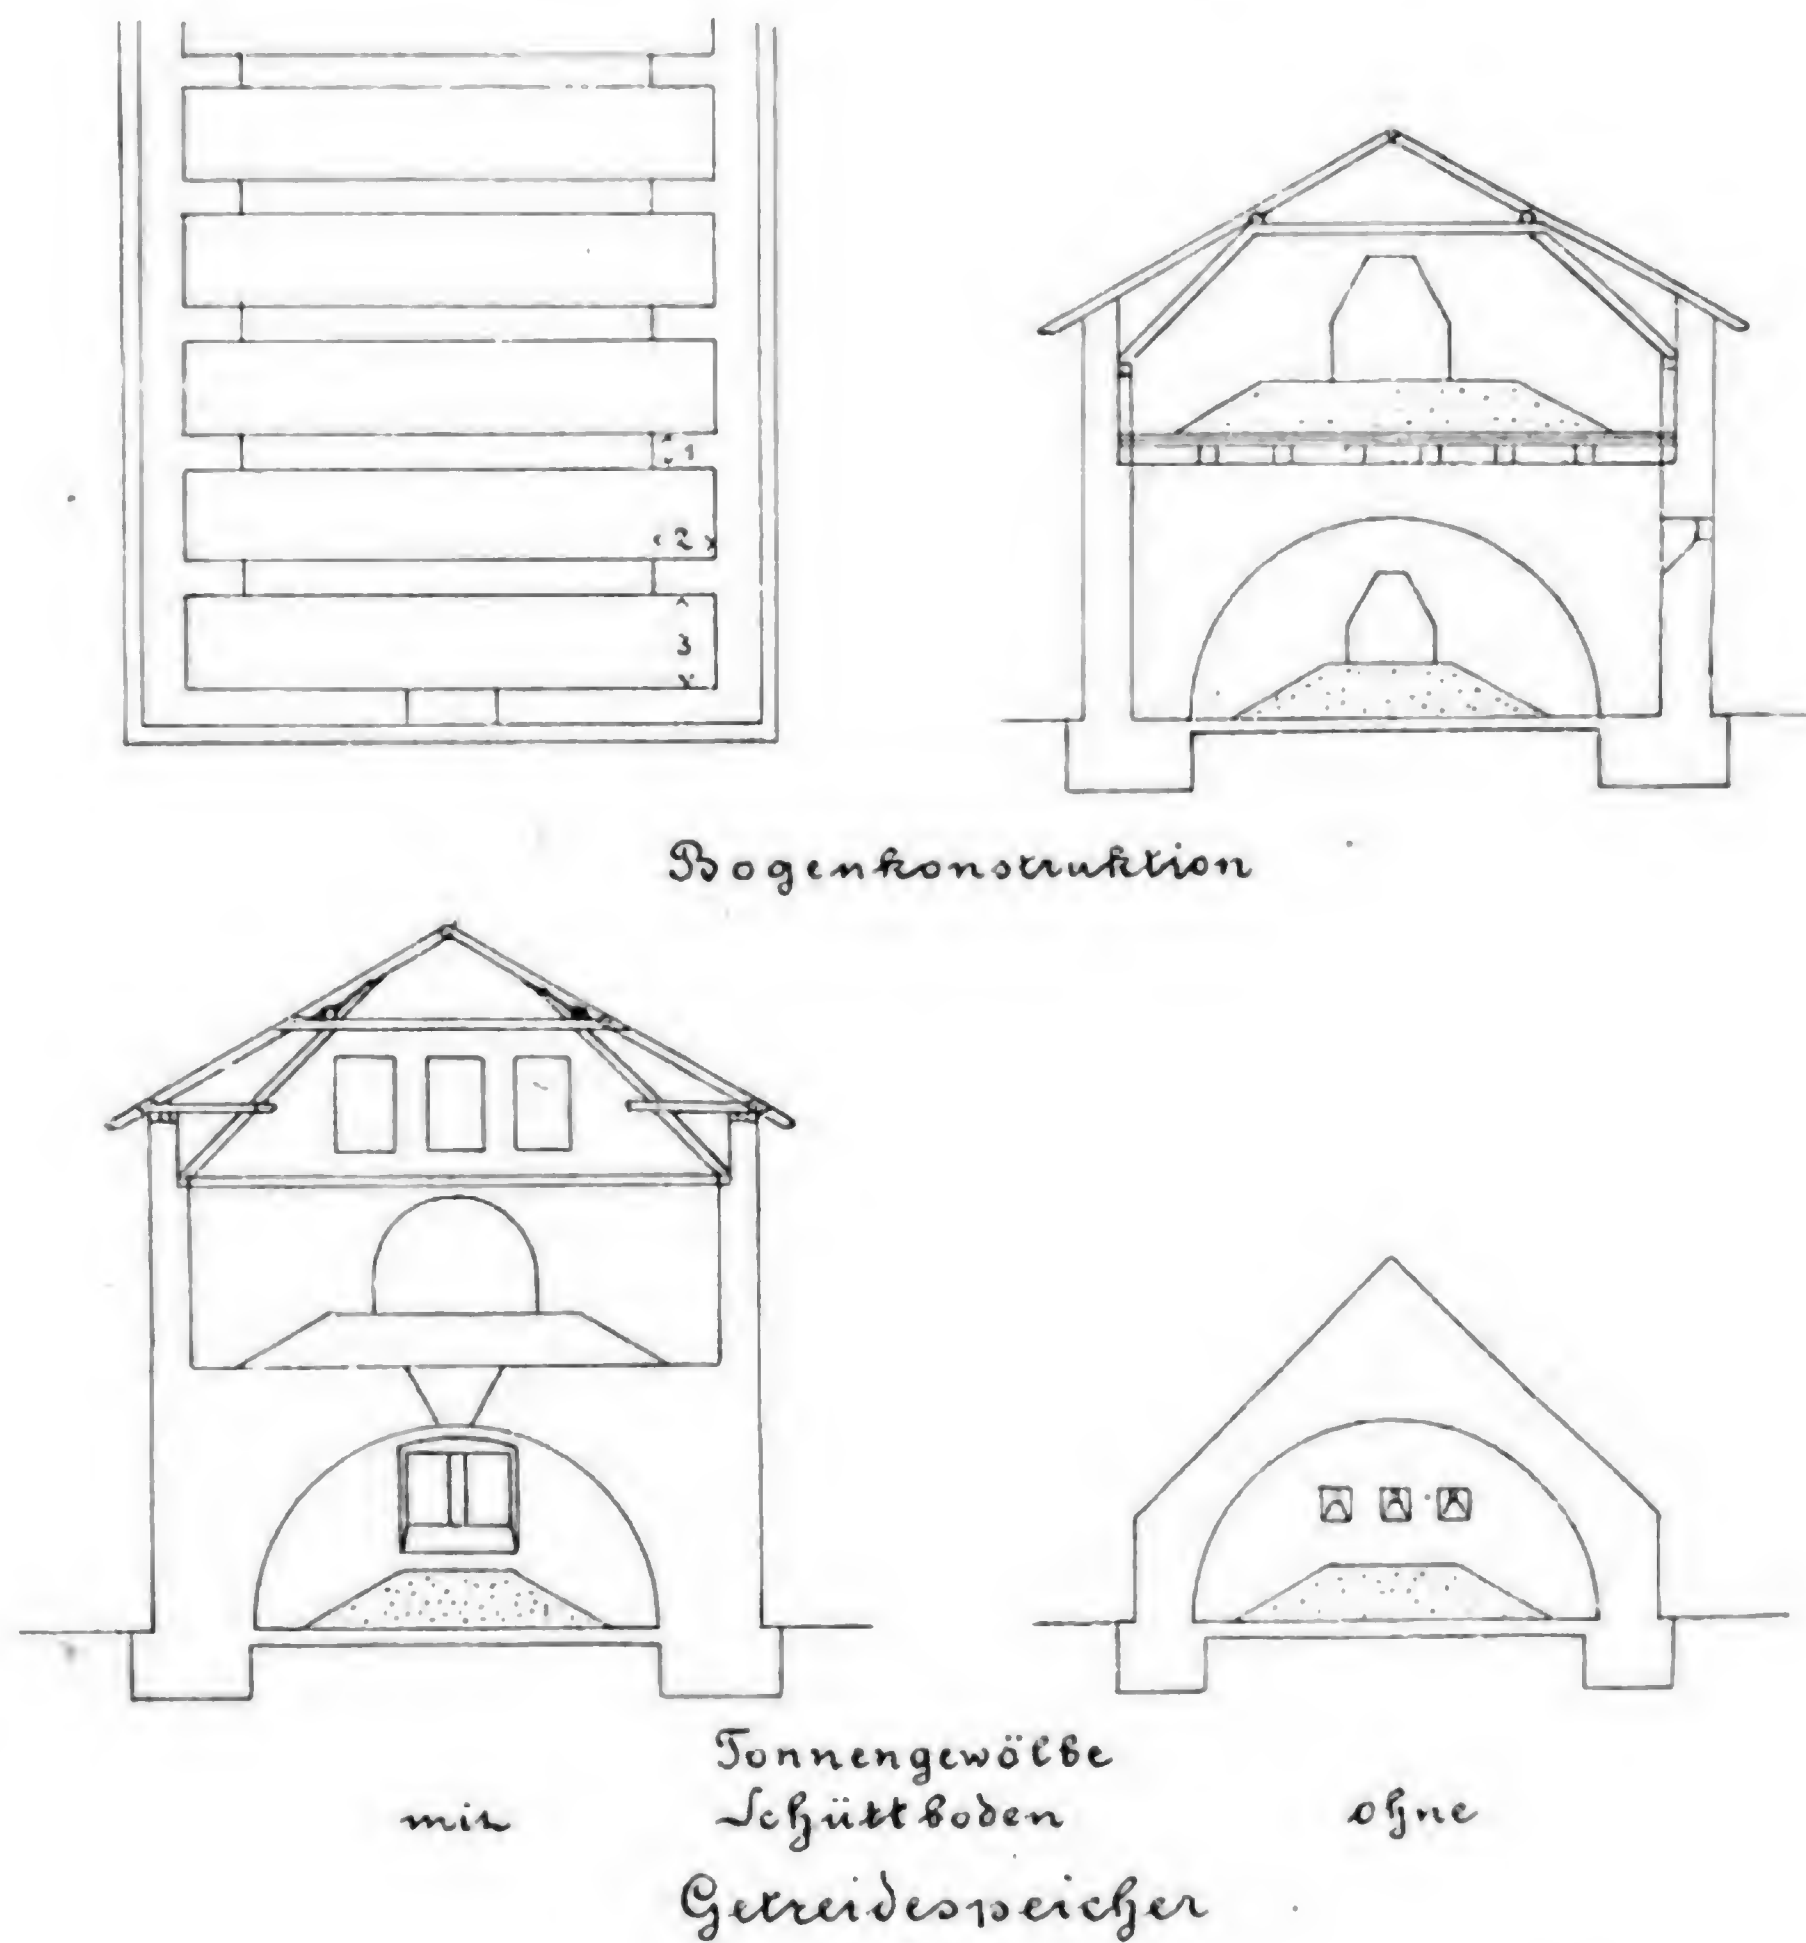 1
2
3
Bogenkonstruktion
Tonnengewölbe
mit Schüttboden ohne
Getreidespeicher